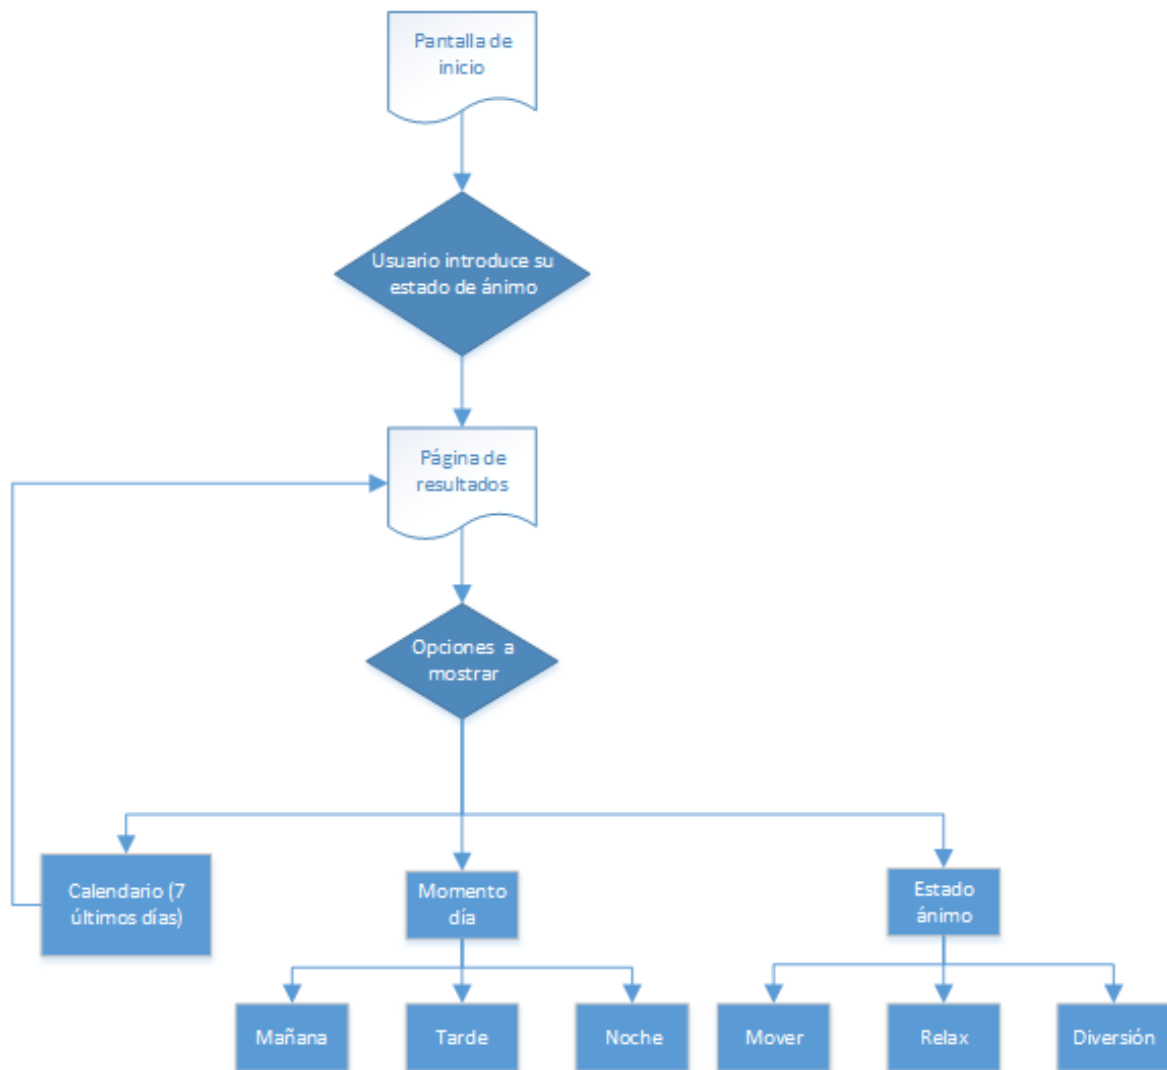 Pantalla de
inicio
Usuario introduce su
estado de ánimo
Página de
resultados
Opciones a
mostrar
Calendario (7
últimos días)
Momento
día
Estado
ánimo
Mañana
Tarde
Noche
Mover
Relax
Diversión